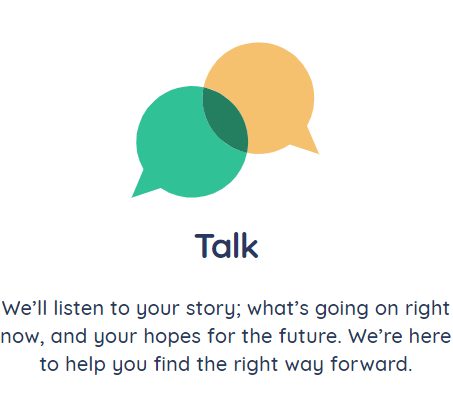 Talk
We’ll listen to your story; what’s going on right
now, and your hopes for the future. We’re here
to help you find the right way forward.